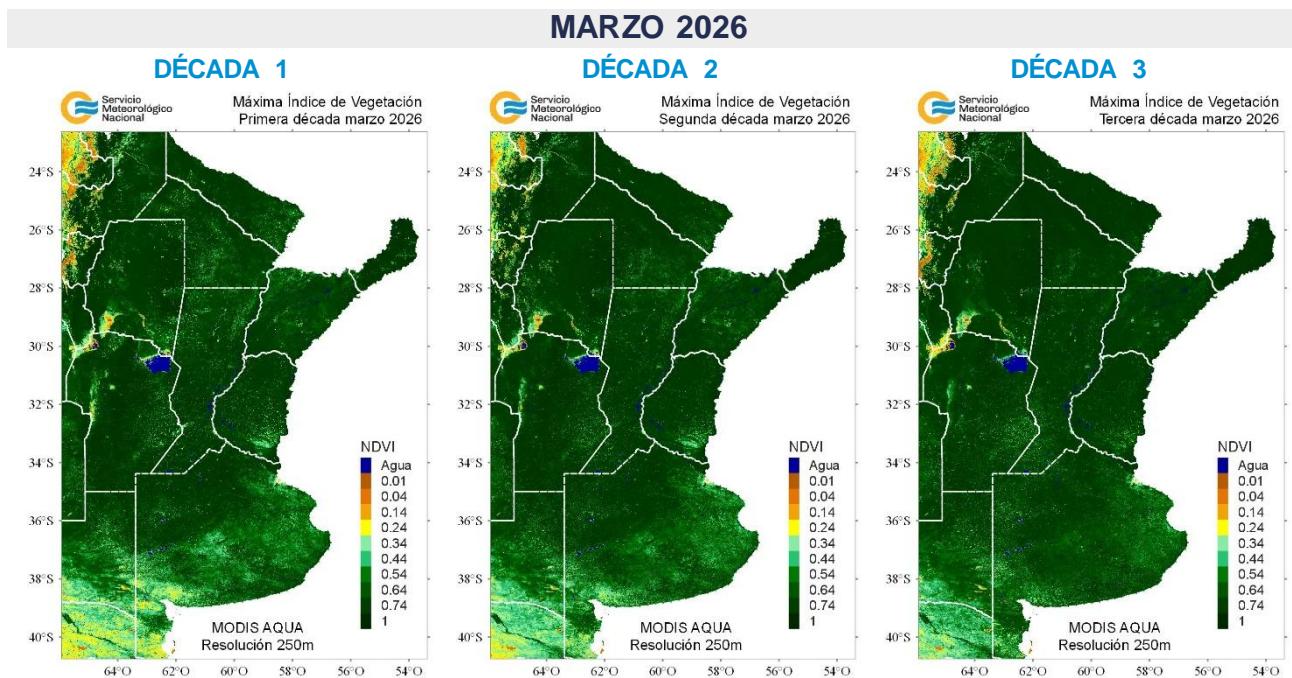 MARZO 2026
DÉCADA 1
Servicio
Meteorológico
Nacional
Máxima Índice de Vegetación
Primera década marzo 2026
24°S
26°S
28°S
30°S
32°S
34°S
36°S
38°S
40°S
NDVI
Agua
0.01
0.04
0.14
0.24
0.34
0.44
0.54
0.64
0.74
1
MODIS AQUA
Resolución 250m
64°O 62°O 60°O 58°O 56°O 54°O
DÉCADA 2
Servicio
Meteorológico
Nacional
Máxima Índice de Vegetación
Segunda década marzo 2026
24°S
26°S
28°S
30°S
32°S
34°S
36°S
38°S
40°S
NDVI
Agua
0.01
0.04
0.14
0.24
0.34
0.44
0.54
0.64
0.74
1
MODIS AQUA
Resolución 250m
64°O 62°O 60°O 58°O 56°O 54°O
DÉCADA 3
Servicio
Meteorológico
Nacional
Máxima Índice de Vegetación
Tercera década marzo 2026
24°S
26°S
28°S
30°S
32°S
34°S
36°S
38°S
40°S
NDVI
Agua
0.01
0.04
0.14
0.24
0.34
0.44
0.54
0.64
0.74
1
MODIS AQUA
Resolución 250m
64°O 62°O 60°O 58°O 56°O 54°O